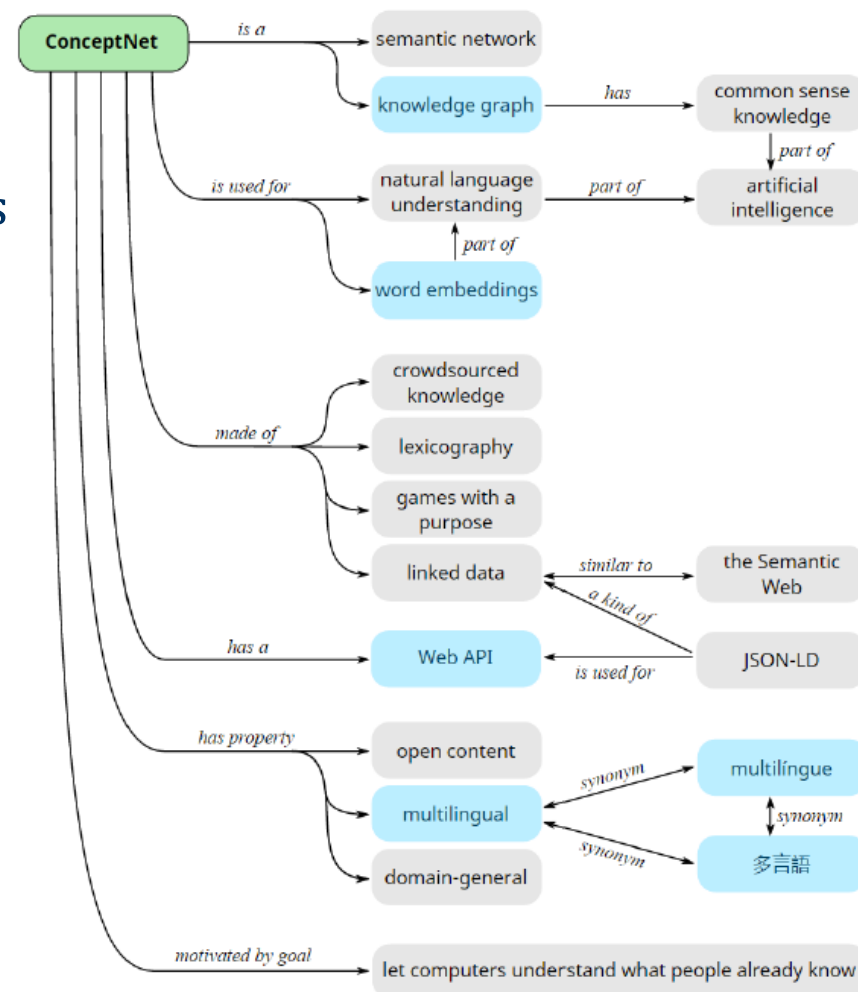 ConceptNet
is a
semantic network
knowledge graph
has
common sense
knowledge
part of
is used for
natural language
understanding
part of
artificial
intelligence
s
part of
word embeddings
crowdsourced
knowledge
made of
lexicography
games with a
purpose
linked data
similar to
the Semantic
Web
a kind of
has a
Web API
is used for
JSON-LD
has property
open content
synonym
multilíngue
multilingual
synonym
synonym
多言語
domain-general
motivated by goal
let computers understand what people already know